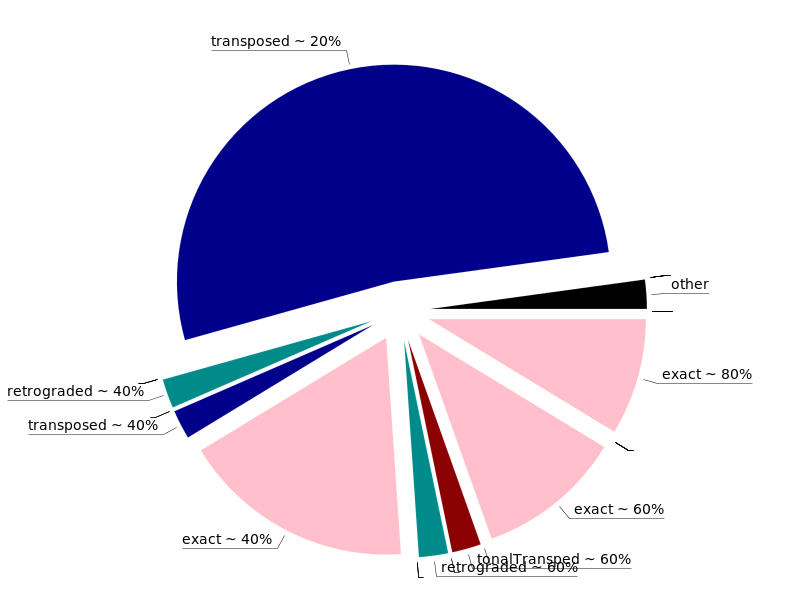 transposed ~ 20%
other
exact ~ 80%
retrograded ~ 40%
transposed ~ 40%
exact ~ 60%
exact ~ 40%
tonalTransped ~ 60%
retrograded ~ 60%